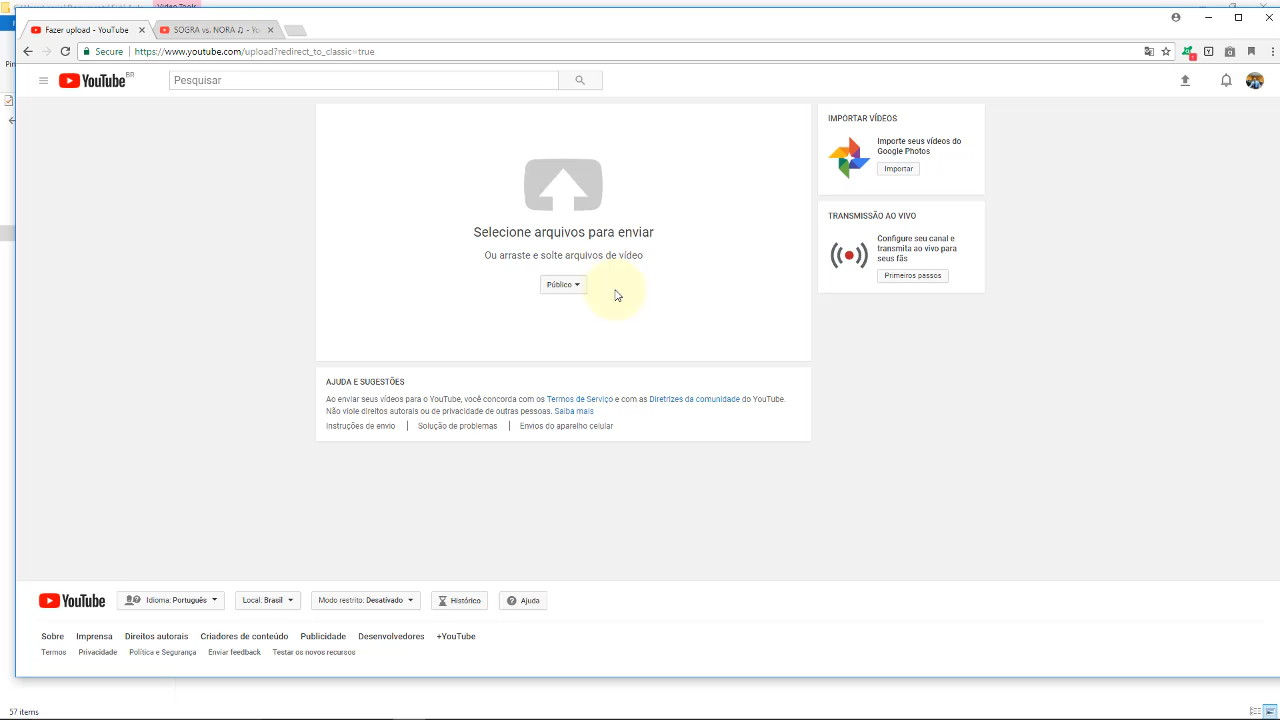 Video Tools
Fazer upload - YouTube
SOGRA vs. NORA ♫ - Yo
Secure
https://www.youtube.com/upload?redirect_to_classic=true
YouTube BR
Pesquisar
IMPORTAR VÍDEOS
Importe seus vídeos do
Google Photos
Importar
Selecione arquivos para enviar
Ou arraste e solte arquivos de vídeo
Público
TRANSMISSÃO AO VIVO
Configure seu canal e
transmita ao vivo para
seus fãs
Primeiros passos
AJUDA E SUGESTÕES
Ao enviar seus vídeos para o YouTube, você concorda com os Termos de Serviço e com as Diretrizes da comunidade do YouTube.
Não viole direitos autorais ou de privacidade de outras pessoas. Saiba mais
Instruções de envio | Solução de problemas | Envios do aparelho celular
YouTube
Idioma: Português
Local: Brasil
Modo restrito: Desativado
Histórico
Ajuda
Sobre Imprensa Direitos autorais Criadores de conteúdo Publicidade Desenvolvedores +YouTube
Termos Privacidade Política e Segurança Enviar feedback Testar os novos recursos
57 items